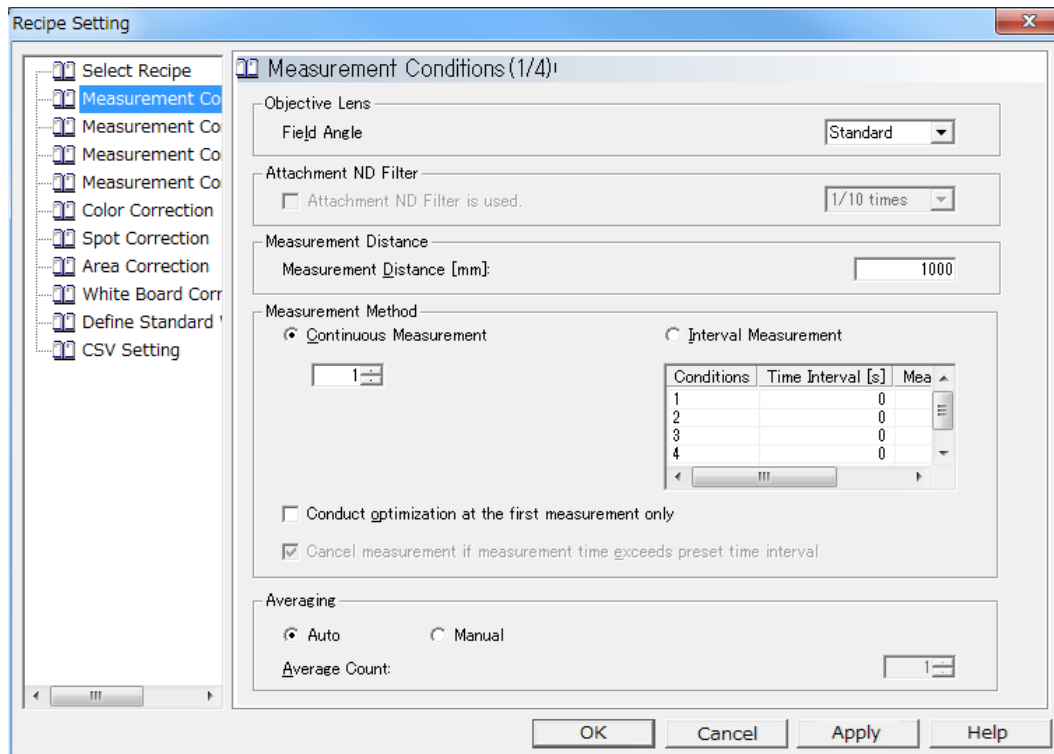 Recipe Setting
Select Recipe
Measurement Co
Measurement Co
Measurement Co
Measurement Co
Color Correction
Spot Correction
Area Correction
White Board Corr
Define Standard
CSV Setting
Measurement Conditions(1/4)
Objective Lens
Field Angle Standard
Attachment ND Filter
Attachment ND Filter is used. 1/10 times
Measurement Distance
Measurement Distance [mm]: 1000
Measurement Method
Continuous Measurement Interval Measurement
1
Conditions Time Interval [s] Mea
1 0
2 0
3 0
4 0
Conduct optimization at the first measurement only
Cancel measurement if measurement time exceeds preset time interval
Averaging
Auto Manual
Average Count: 1
OK Cancel Apply Help